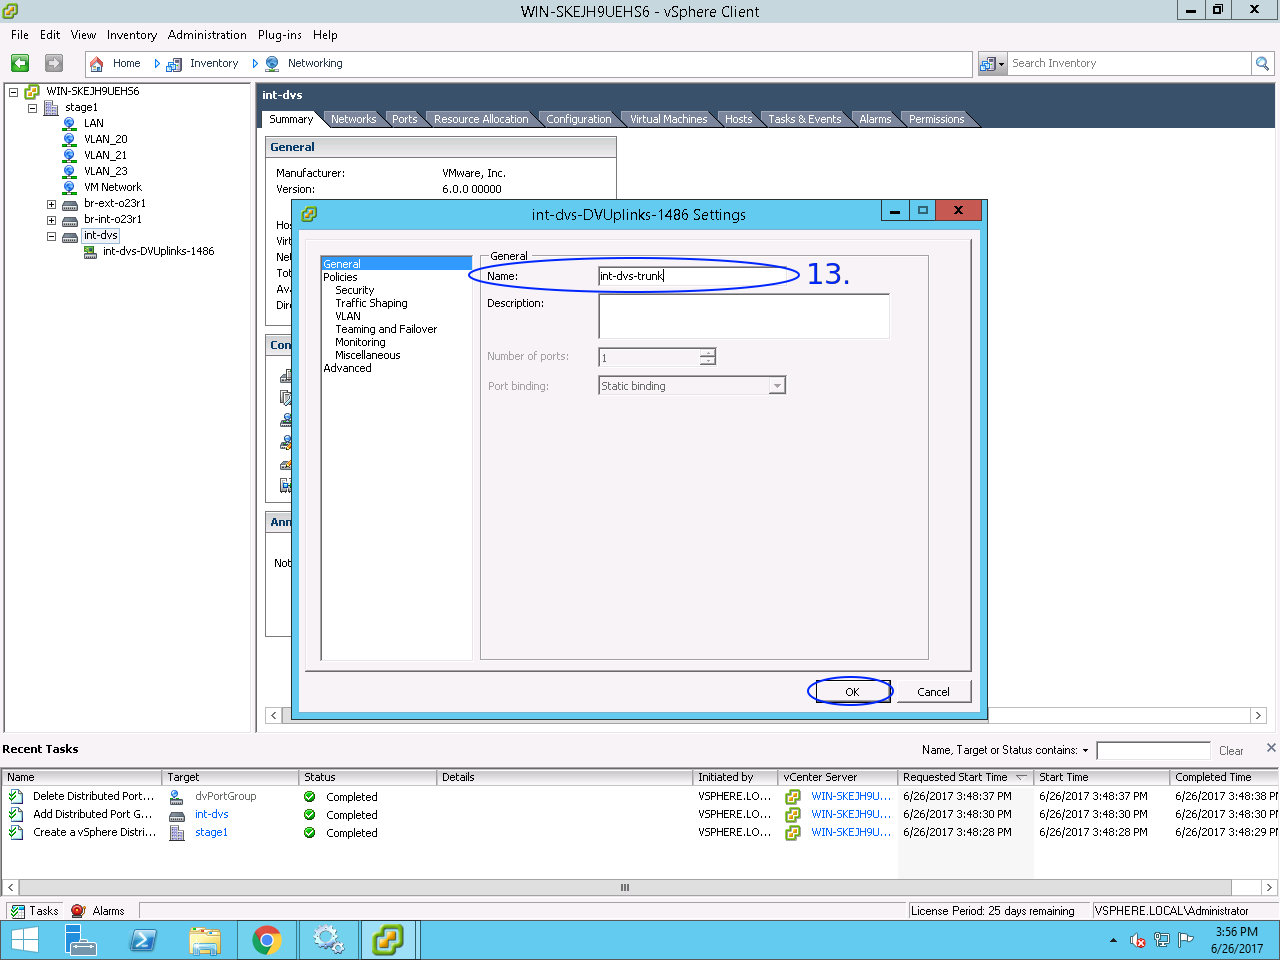 WIN-SKEJH9UEHS6 - vSphere Client
File Edit View Inventory Administration Plug-ins Help
Home Inventory Networking
Search Inventory
WIN-SKEJH9UEHS6
stage1
LAN
VLAN_20
VLAN_21
VLAN_23
VM Network
br-ext-o23r1
br-int-o23r1
int-dvs
int-dvs-DVUplinks-1486
int-dvs
Summary Networks Ports Resource Allocation Configuration Virtual Machines Hosts Tasks & Events Alarms Permissions
General
Manufacturer: VMware, Inc.
Version: 6.0.0 00000
Hos
Virt
Net
Tot
Ava
Dire
Con
Ann
Not
int-dvs-DVUplinks-1486 Settings
General
Policies
Security
Traffic Shaping
VLAN
Teaming and Failover
Monitoring
Miscellaneous
Advanced
General
Name: int-dvs-trunk 13.
Description:
Number of ports: 1
Port binding: Static binding
OK Cancel
Recent Tasks
Name, Target or Status contains: Clear
Name Target Status Details Initiated by vCenter Server Requested Start Time Start Time Completed Time
Delete Distributed Port... dvPortGroup Completed VSPHERE.LO... WIN-SKEJH9U... 6/26/2017 3:48:37 PM 6/26/2017 3:48:37 PM 6/26/2017 3:48:38 P
Add Distributed Port G... int-dvs Completed VSPHERE.LO... WIN-SKEJH9U... 6/26/2017 3:48:30 PM 6/26/2017 3:48:30 PM 6/26/2017 3:48:30 P
Create a vSphere Distri... stage1 Completed VSPHERE.LO... WIN-SKEJH9U... 6/26/2017 3:48:28 PM 6/26/2017 3:48:28 PM 6/26/2017 3:48:29 P
Tasks Alarms License Period: 25 days remaining VSPHERE.LOCAL\Administrator
3:56 PM
6/26/2017